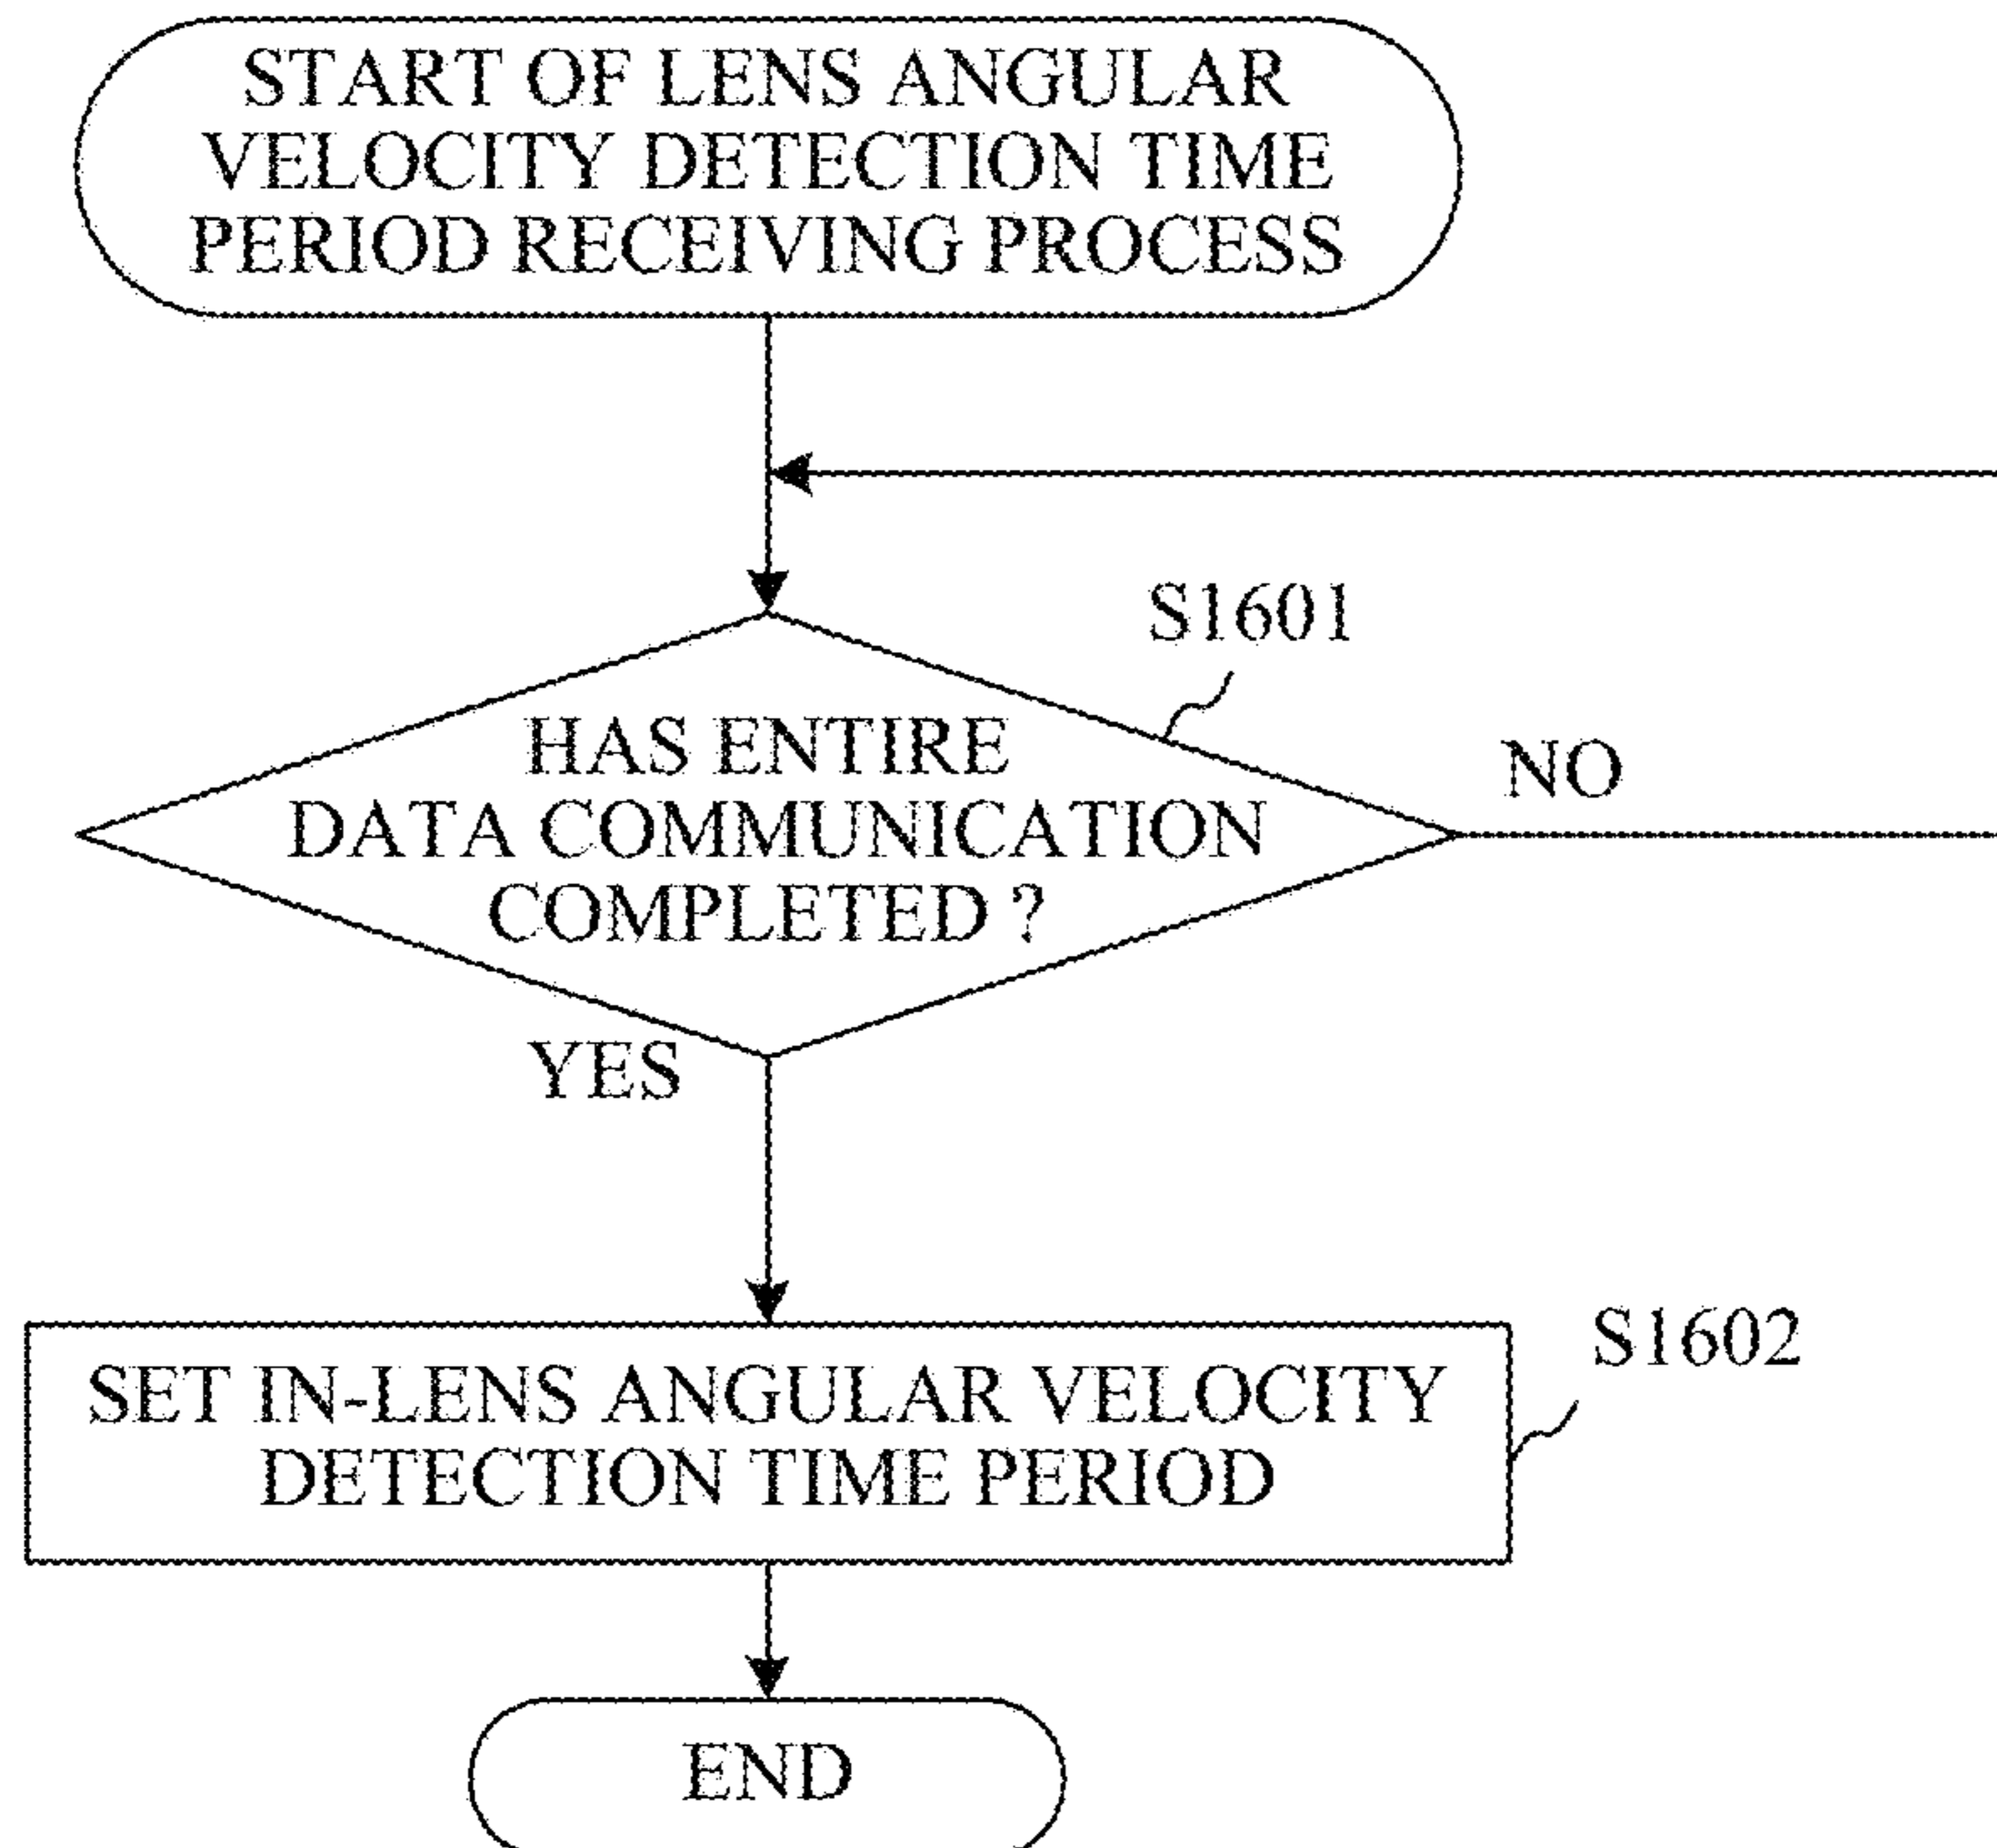 START OF LENS ANGULAR
VELOCITY DETECTION TIME
PERIOD RECEIVING PROCESS
S1601
HAS ENTIRE
DATA COMMUNICATION
COMPLETED ?
NO
YES
S1602
SET IN-LENS ANGULAR VELOCITY
DETECTION TIME PERIOD
END